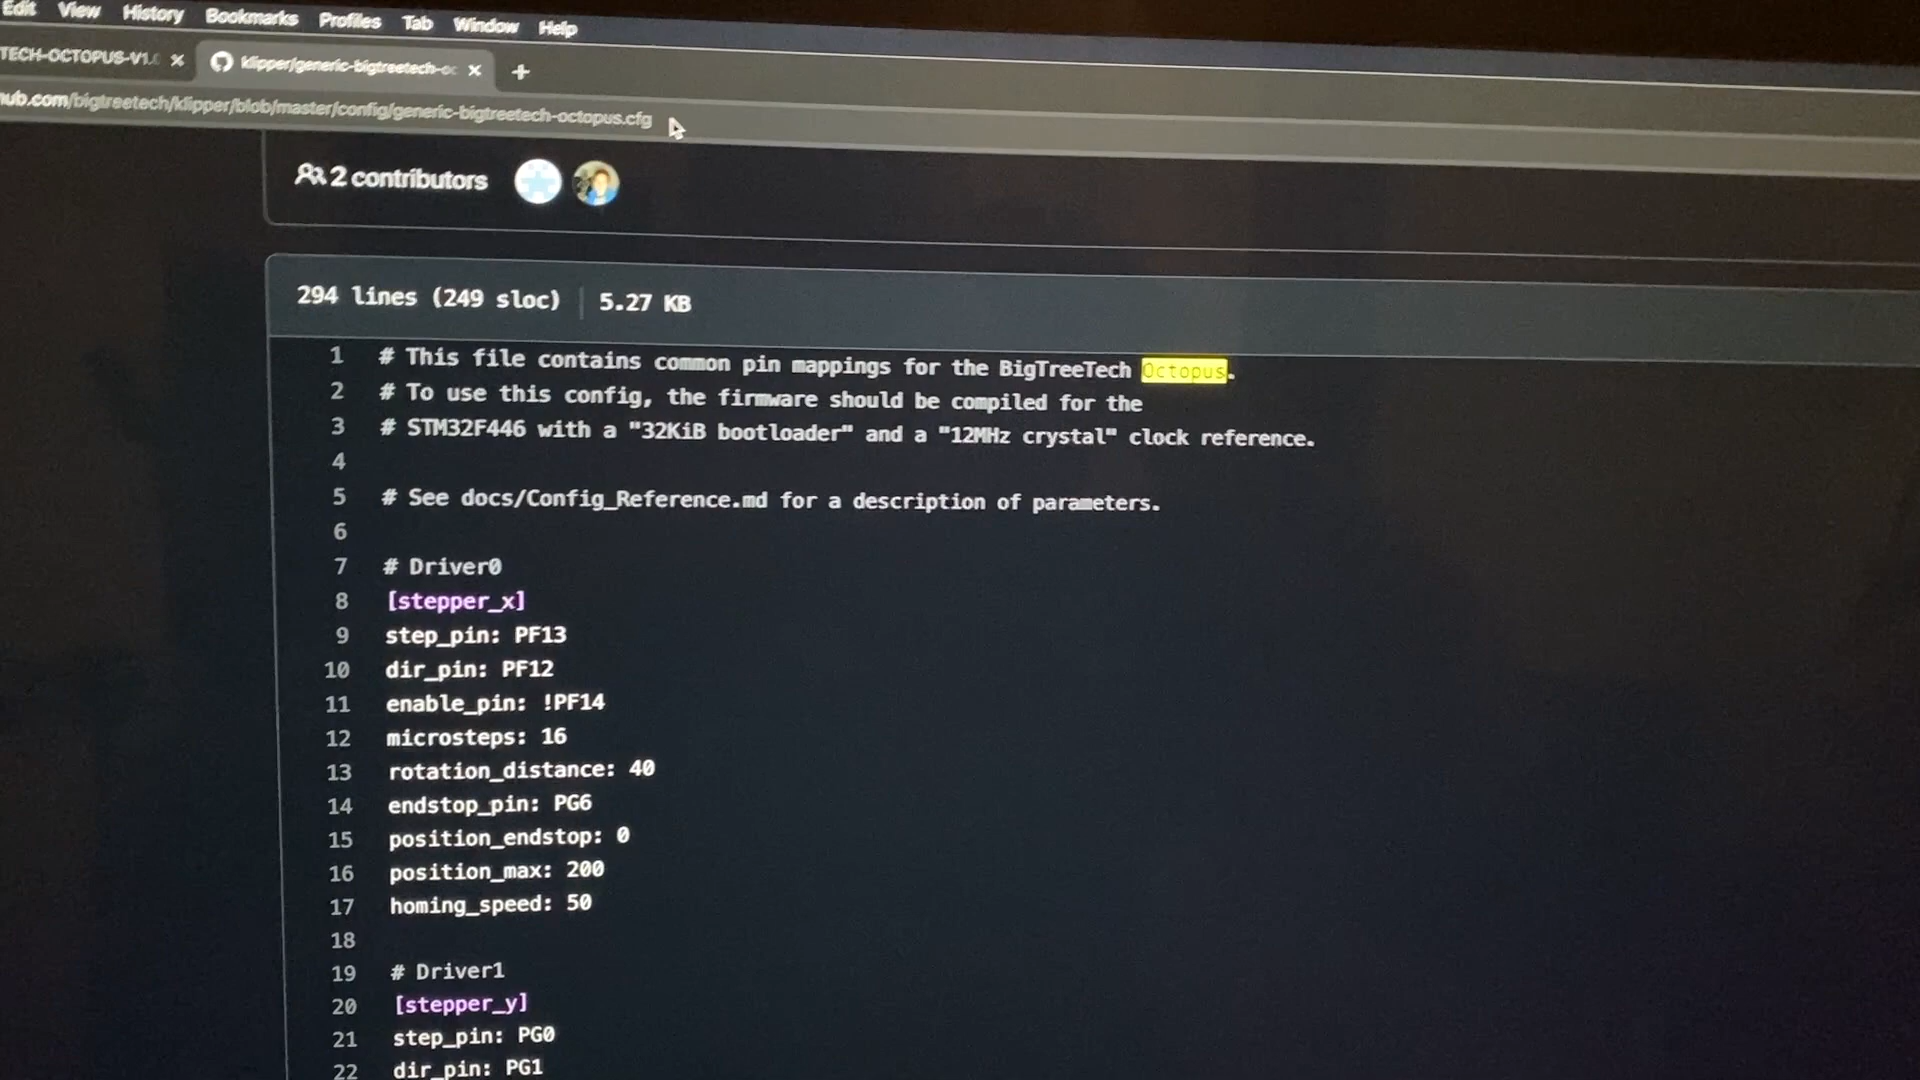 Edit View History Bookmarks Profiles Tab Window Help
TECH-OCTOPUS-V1.
klipper/generic-bigtreetech-oc
hub.com/bigtreetech/klipper/blob/master/config/generic-bigtreetech-octopus.cfg
2 contributors
294 lines (249 sloc) 5.27 KB
1 # This file contains common pin mappings for the BigTreeTech Octopus.
2 # To use this config, the firmware should be compiled for the
3 # STM32F446 with a "32KiB bootloader" and a "12MHz crystal" clock reference.
4
5 # See docs/Config_Reference.md for a description of parameters.
6
7 # Driver0
8 [stepper_x]
9 step_pin: PF13
10 dir_pin: PF12
11 enable_pin: !PF14
12 microsteps: 16
13 rotation_distance: 40
14 endstop_pin: PG6
15 position_endstop: 0
16 position_max: 200
17 homing_speed: 50
18
19 # Driver1
20 [stepper_y]
21 step_pin: PG0
22 dir_pin: PG1